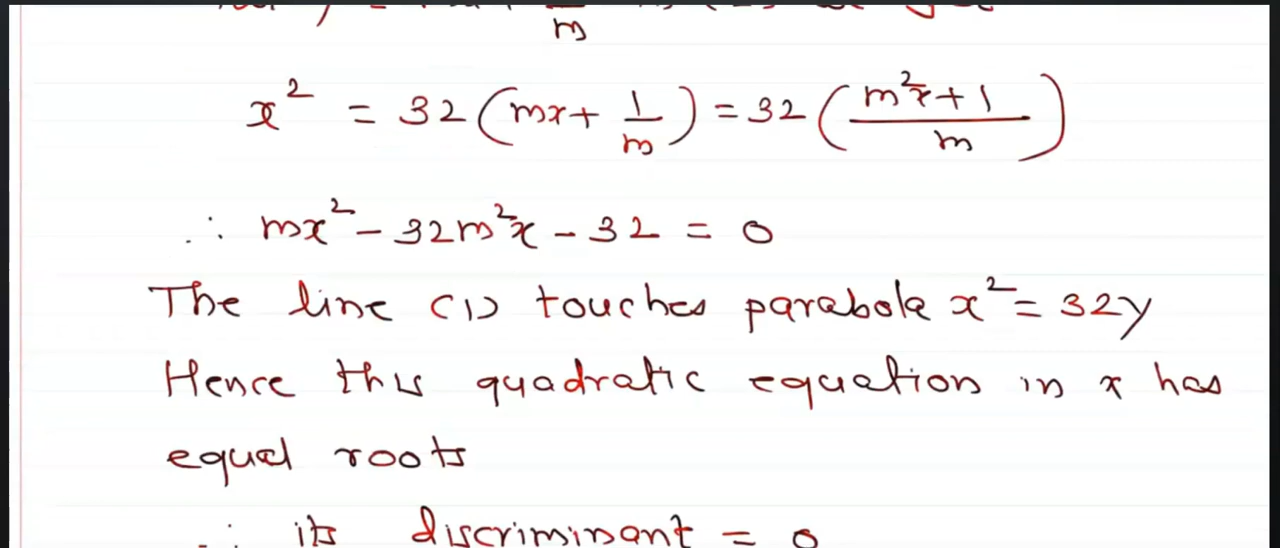 m
x² = 32(mx + 1/m) = 32((m²x+1)/m)
∴ mx² - 32m²x - 32 = 0
The line (1) touches parabola x² = 32y
Hence this quadratic equation in x has
equal roots
∴ its discriminant = 0